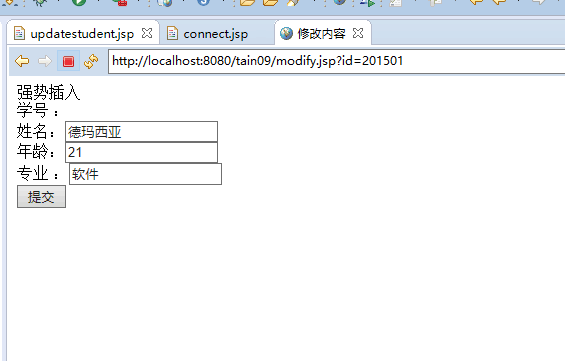 updatestudent.jsp connect.jsp 修改内容
http://localhost:8080/tain09/modify.jsp?id=201501
强势插入
学号：
姓名：德玛西亚
年龄：21
专业：软件
提交